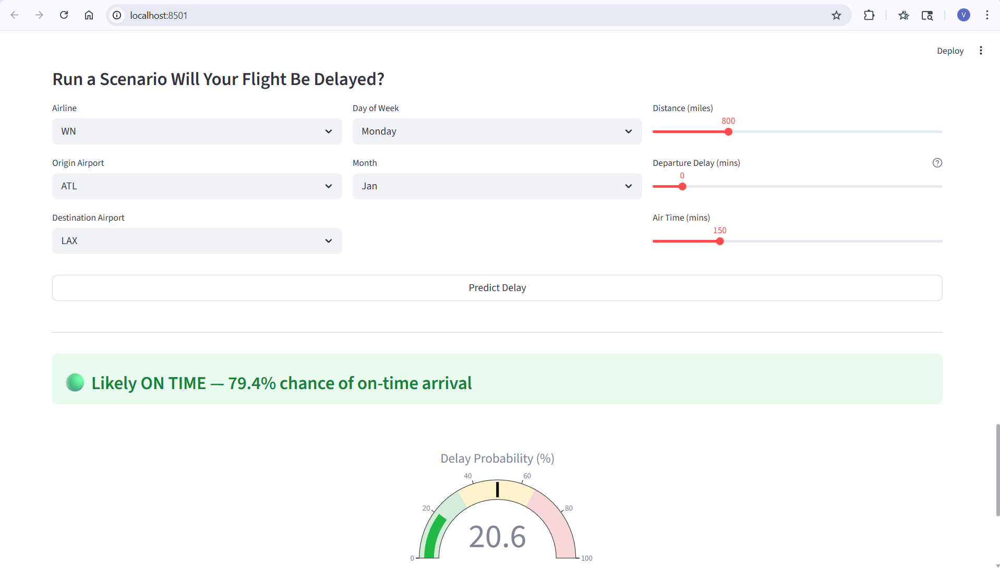 localhost:8501
V
Deploy
Run a Scenario Will Your Flight Be Delayed?
Airline
WN
Origin Airport
ATL
Destination Airport
LAX
Day of Week
Monday
Month
Jan
Distance (miles)
800
Departure Delay (mins)
0
Air Time (mins)
150
Predict Delay
Likely ON TIME — 79.4% chance of on-time arrival
Delay Probability (%)
0
20
40
60
80
100
20.6